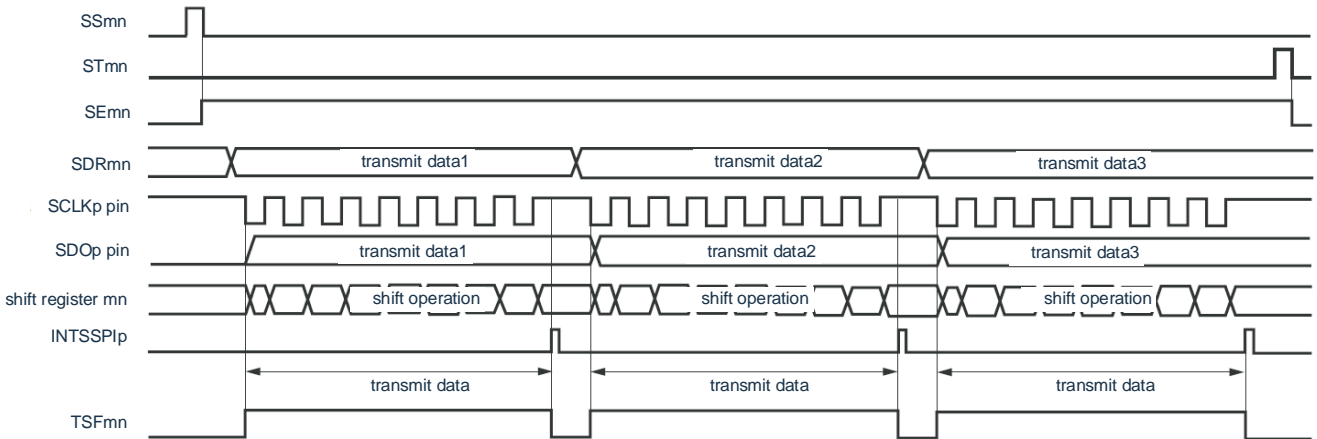 SSmn
STmn
SEmn
SDRmn transmit data1 transmit data2 transmit data3
SCLKp pin
SDOp pin transmit data1 transmit data2 transmit data3
shift register mn shift operation shift operation shift operation
INTSSPIp
transmit data transmit data transmit data
TSFmn